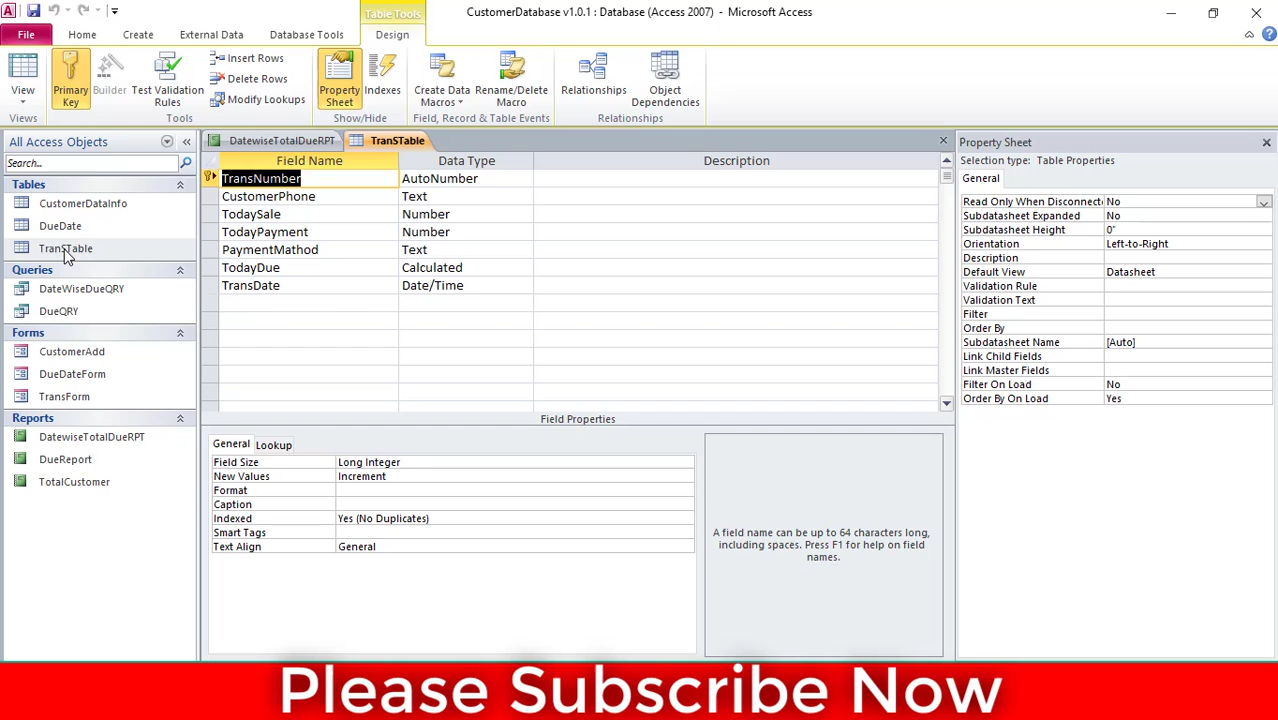 CustomerDatabase v1.0.1 : Database (Access 2007) - Microsoft Access
Table Tools
File Home Create External Data Database Tools Design
View
Views
Primary Key
Builder
Test Validation Rules
Insert Rows
Delete Rows
Modify Lookups
Tools
Property Sheet
Indexes
Show/Hide
Create Data Macros
Rename/Delete Macro
Field, Record & Table Events
Relationships
Object Dependencies
Relationships
All Access Objects
Search...
Tables
CustomerDataInfo
DueDate
TranSTable
Queries
DateWiseDueQRY
DueQRY
Forms
CustomerAdd
DueDateForm
TransForm
Reports
DatewiseTotalDueRPT
DueReport
TotalCustomer
DatewiseTotalDueRPT TranSTable
Field Name Data Type Description
TransNumber AutoNumber
CustomerPhone Text
TodaySale Number
TodayPayment Number
PaymentMathod Text
TodayDue Calculated
TransDate Date/Time
Field Properties
General Lookup
Field Size Long Integer
New Values Increment
Format
Caption
Indexed Yes (No Duplicates)
Smart Tags
Text Align General
A field name can be up to 64 characters long,
including spaces. Press F1 for help on field
names.
Property Sheet
Selection type: Table Properties
General
Read Only When Disconnect No
Subdatasheet Expanded No
Subdatasheet Height 0"
Orientation Left-to-Right
Description
Default View Datasheet
Validation Rule
Validation Text
Filter
Order By
Subdatasheet Name [Auto]
Link Child Fields
Link Master Fields
Filter On Load No
Order By On Load Yes
Please Subscribe Now